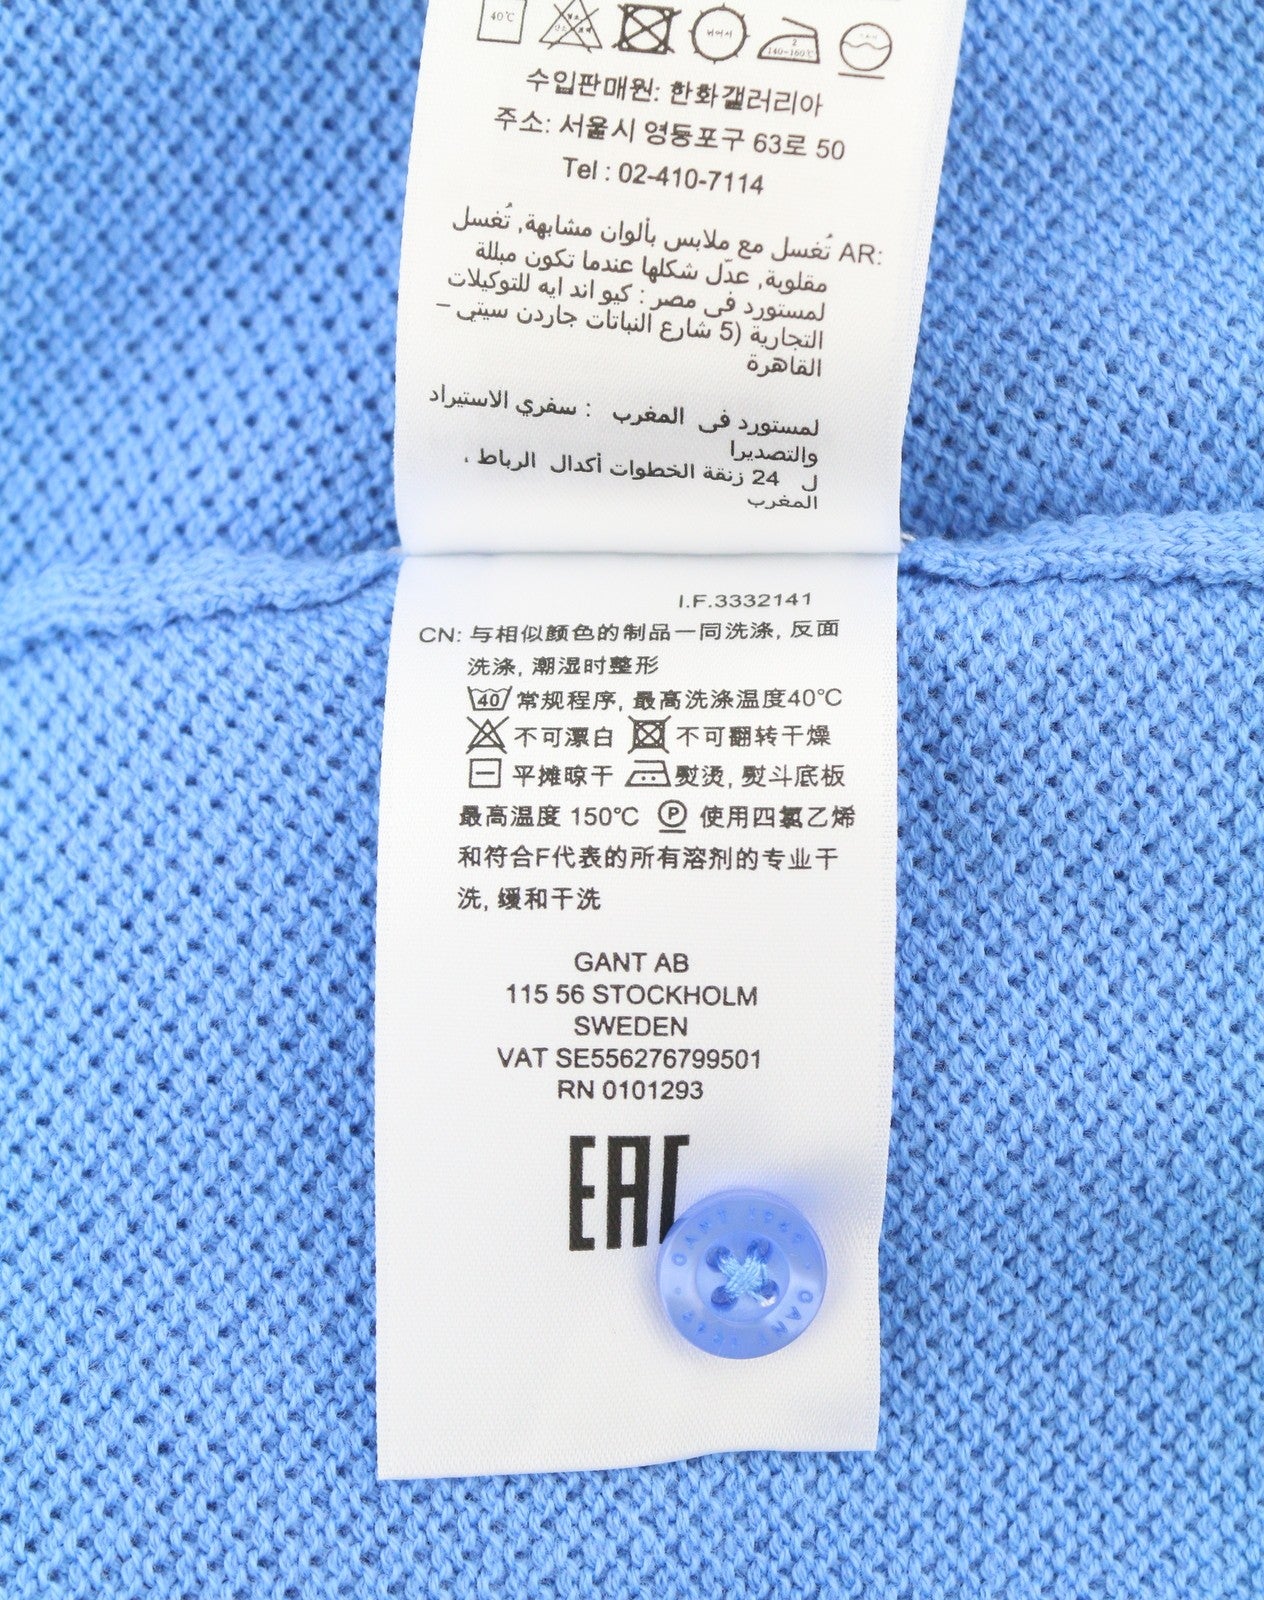 40℃
2
140~160℃
수입판매원: 한화갤러리아
주소: 서울시 영등포구 63로 50
Tel : 02-410-7114
AR: تُغسل مع ملابس بألوان مشابهة, تُغسل
مقلوبة, عدّل شكلها عندما تكون مبللة
لمستورد فى مصر : كيو اند ايه للتوكيلات
التجارية (5 شارع النباتات جاردن سيتي –
القاهرة
لمستورد فى المغرب : سفري الاستيراد
والتصديرا
ل 24 زنقة الخطوات أكدال الرباط ،
المغرب
I.F.3332141
CN: 与相似颜色的制品一同洗涤, 反面
洗涤, 潮湿时整形
40 常规程序, 最高洗涤温度40℃
不可漂白 不可翻转干燥
平摊晾干 熨烫, 熨斗底板
最高温度 150℃ P 使用四氯乙烯
和符合F代表的所有溶剂的专业干
洗, 缓和干洗
GANT AB
115 56 STOCKHOLM
SWEDEN
VAT SE556276799501
RN 0101293
EAC